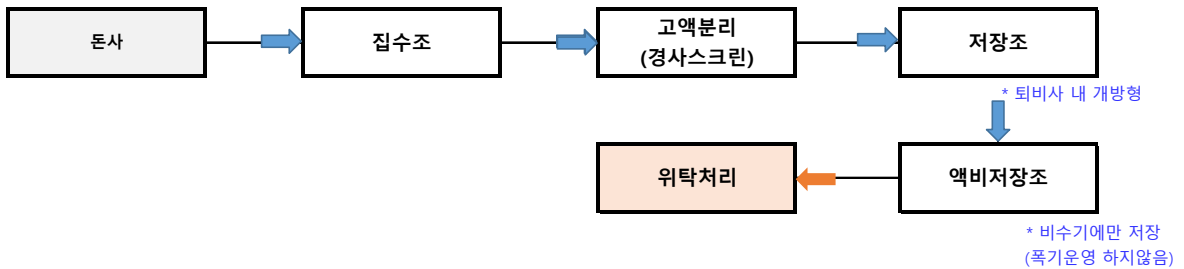 돈사
집수조
고액분리
(경사스크린)
저장조
* 퇴비사 내 개방형
위탁처리
액비저장조
* 비수기에만 저장
(폭기운영 하지않음)